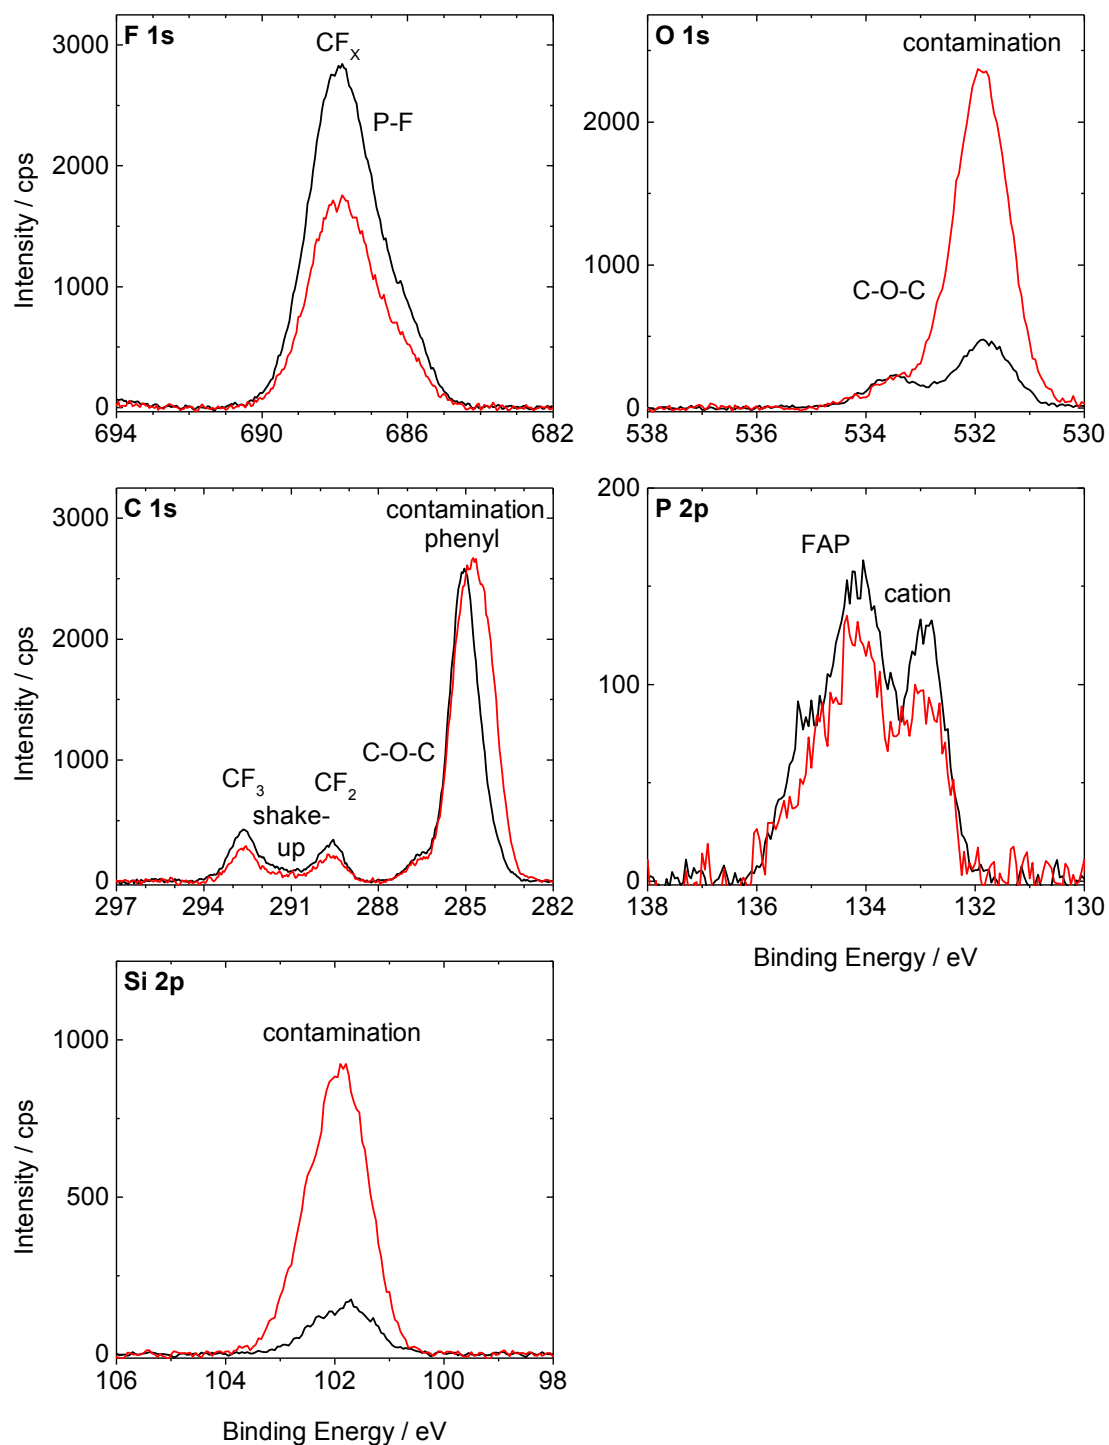 F 1s
CFX
P-F
3000
2000
1000
0
694
690
686
682
Intensity / cps
O 1s
contamination
C-O-C
2000
1000
0
538
536
534
532
530
C 1s
contamination
phenyl
C-O-C
CF3
CF2
shake-
up
3000
2000
1000
0
297
294
291
288
285
282
Intensity / cps
P 2p
FAP
cation
200
100
0
138
136
134
132
130
Binding Energy / eV
Si 2p
contamination
1000
500
0
106
104
102
100
98
Intensity / cps
Binding Energy / eV